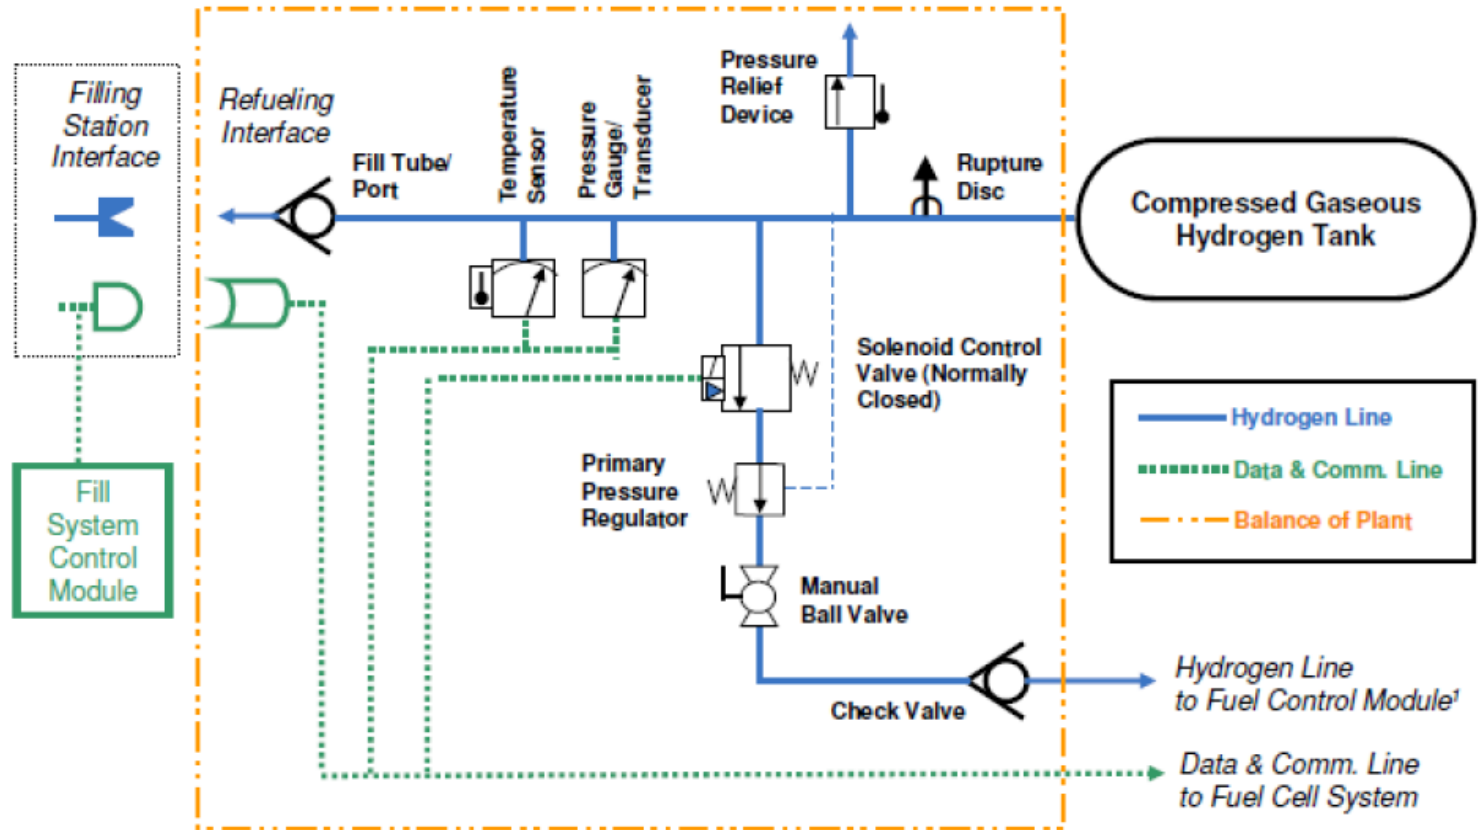 Filling
Station
Interface
Refueling
Interface
Fill Tube/
Port
Temperature
Sensor
Pressure
Gauge/
Transducer
Pressure
Relief
Device
Rupture
Disc
Compressed Gaseous
Hydrogen Tank
Solenoid Control
Valve (Normally
Closed)
Primary
Pressure
Regulator
Manual
Ball Valve
Check Valve
Fill
System
Control
Module
Hydrogen Line
Data & Comm. Line
Balance of Plant
Hydrogen Line
to Fuel Control Module¹
Data & Comm. Line
to Fuel Cell System